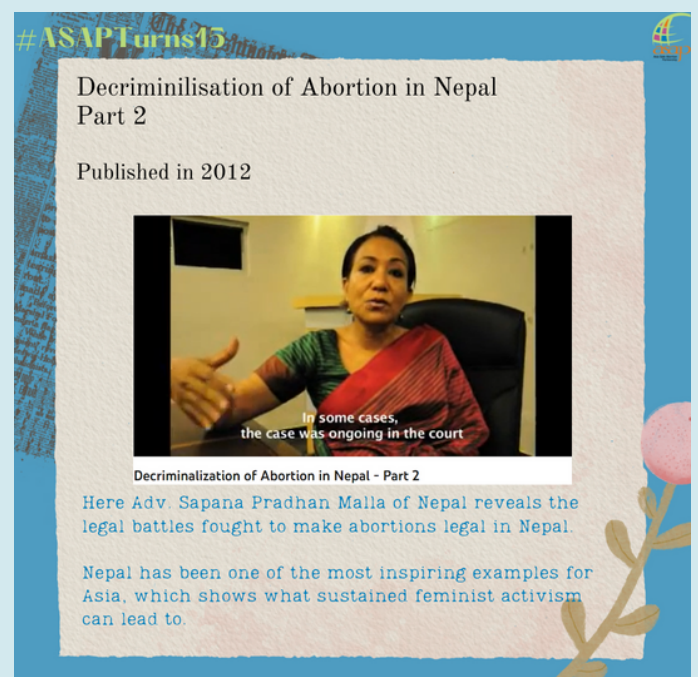 #ASAPTurns15
asap
Decriminilisation of Abortion in Nepal
Part 2
Published in 2012
In some cases,
the case was ongoing in the court
Decriminalization of Abortion in Nepal - Part 2
Here Adv. Sapana Pradhan Malla of Nepal reveals the
legal battles fought to make abortions legal in Nepal.
Nepal has been one of the most inspiring examples for
Asia, which shows what sustained feminist activism
can lead to.